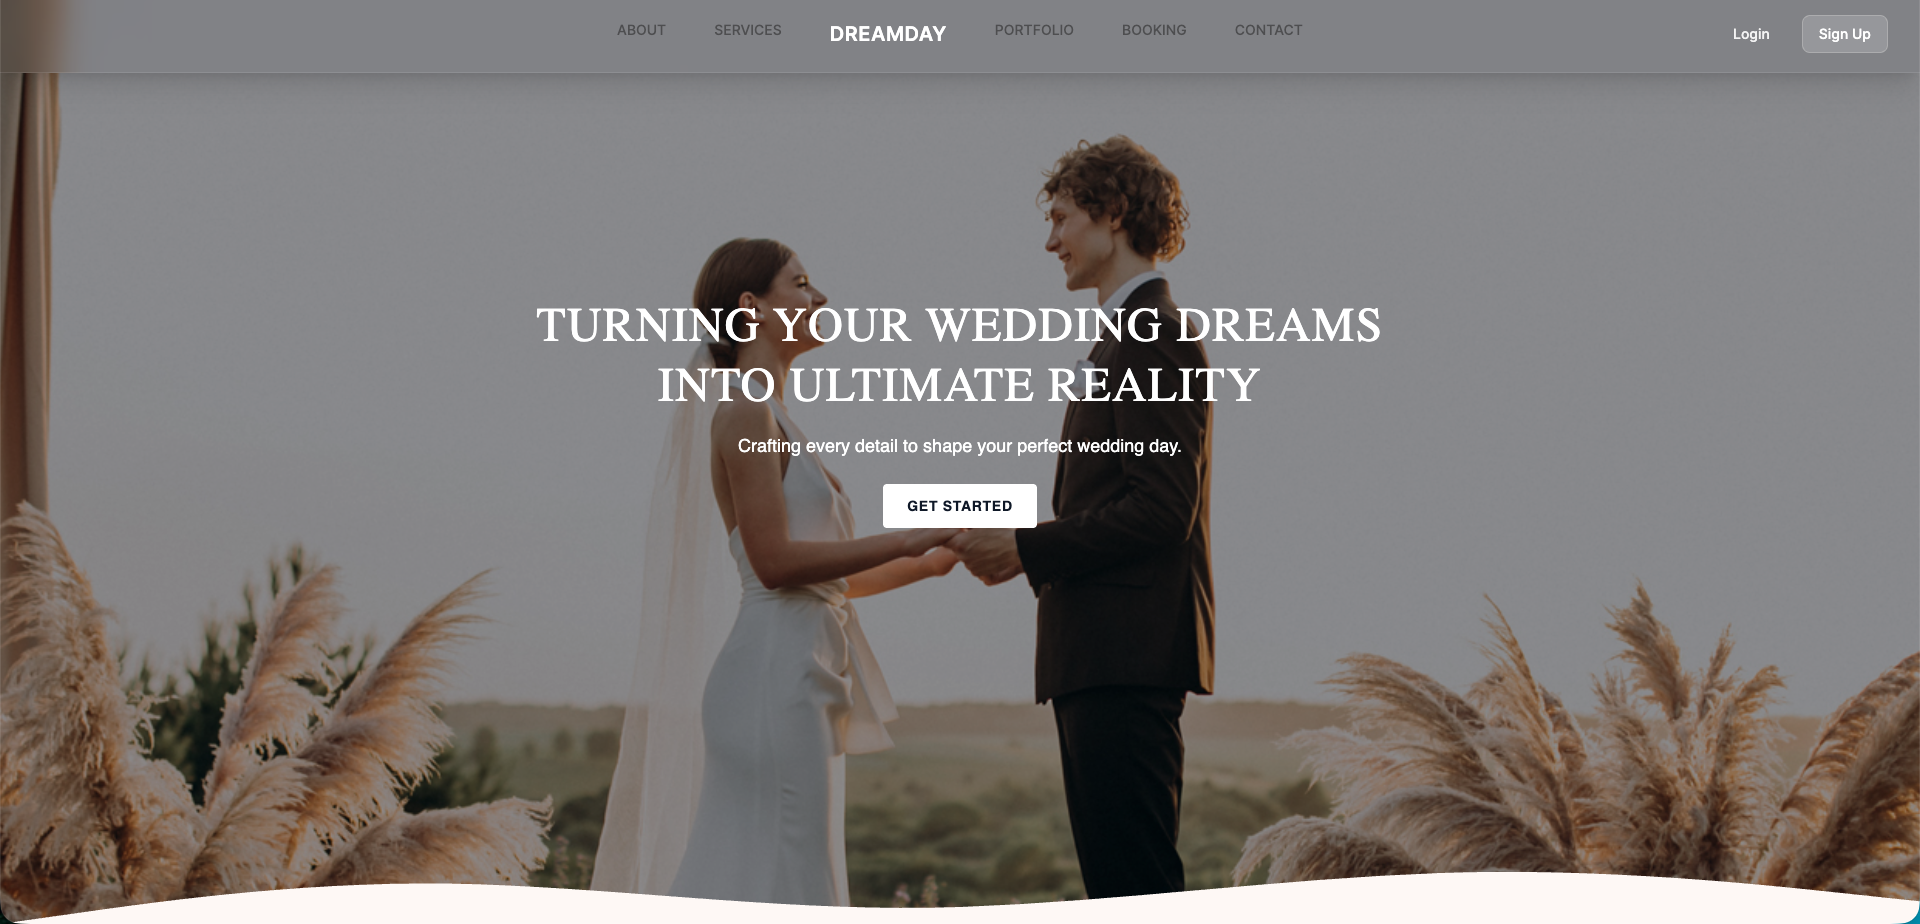 ABOUT
SERVICES
DREAMDAY
PORTFOLIO
BOOKING
CONTACT
Login
Sign Up
TURNING YOUR WEDDING DREAMS
INTO ULTIMATE REALITY
Crafting every detail to shape your perfect wedding day.
GET STARTED